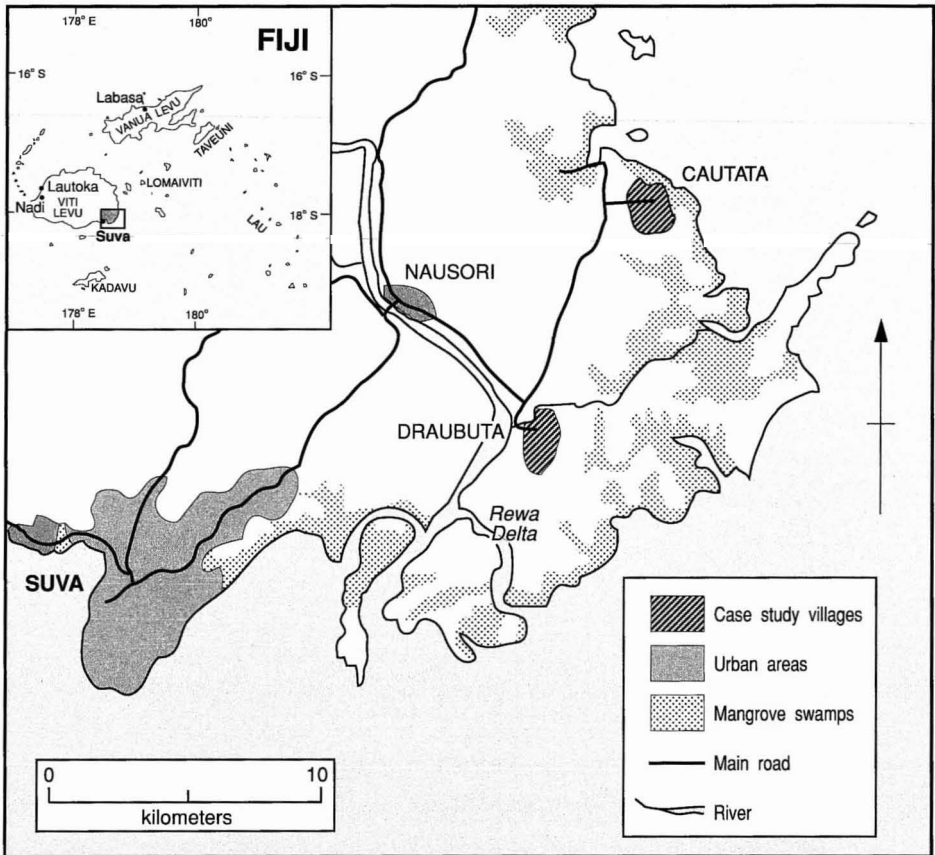 178° E
180°
FIJI
16° S
16° S
Labasa
VANUA LEVU
TAVEUNI
LOMAIVITI
Lautoka
Nadi
VITI
LEVU
18° S
LAU
Suva
KADAVU
178° E
180°
CAUTATA
NAUSORI
DRAUBUTA
Rewa
Delta
SUVA
Case study villages
Urban areas
Mangrove swamps
Main road
River
0
10
kilometers